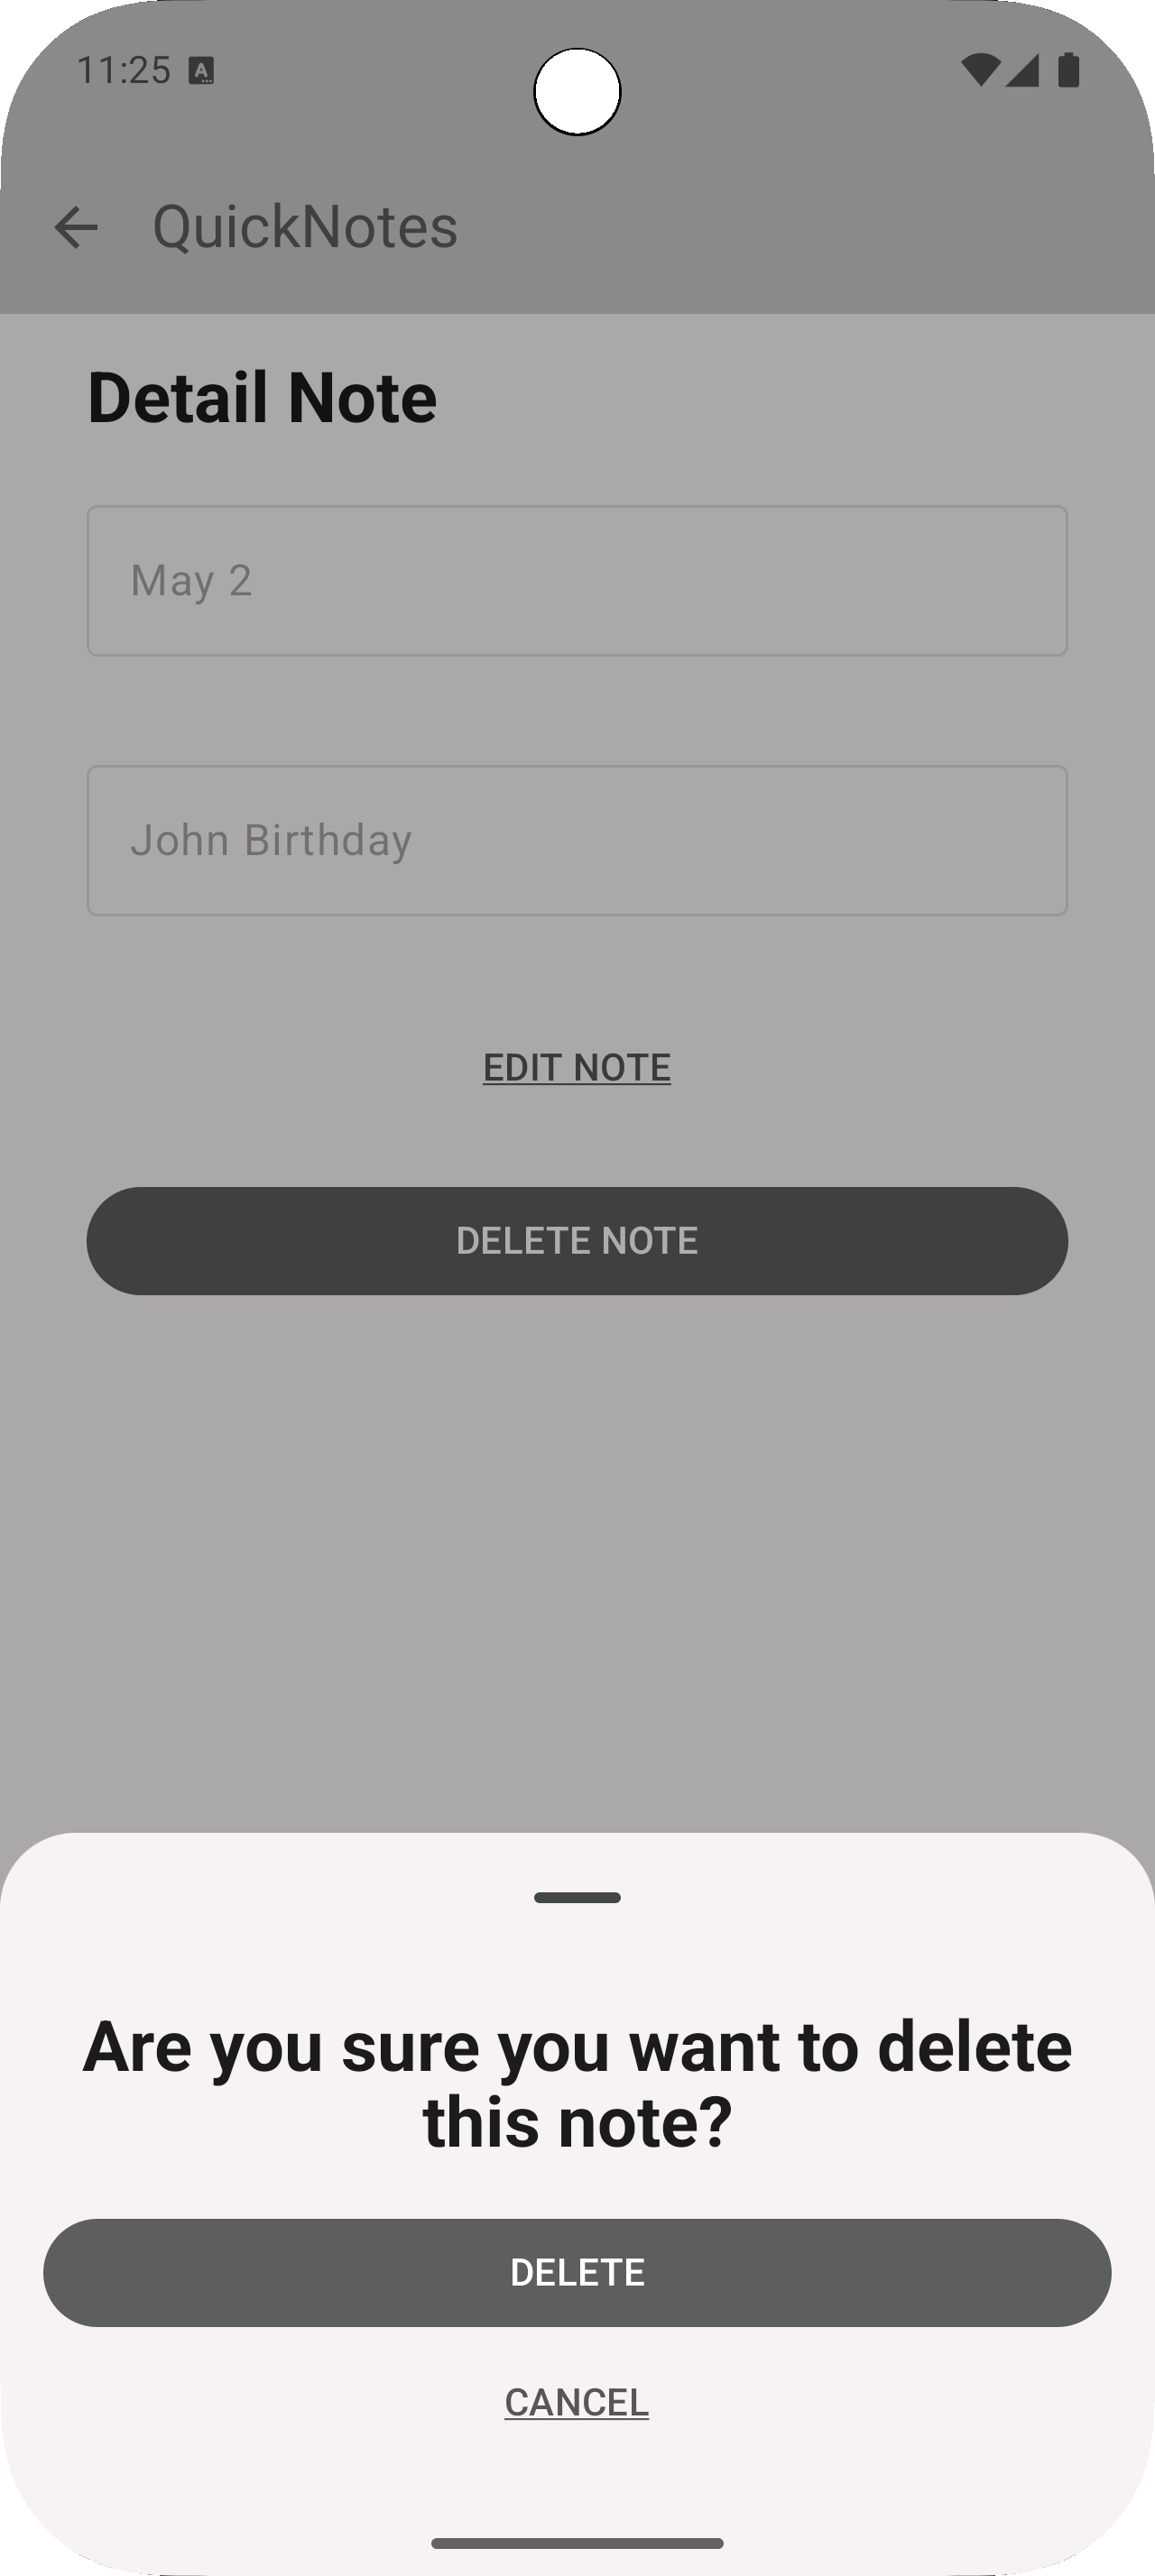 11:25
QuickNotes
Detail Note
May 2
John Birthday
EDIT NOTE
DELETE NOTE
Are you sure you want to delete
this note?
DELETE
CANCEL